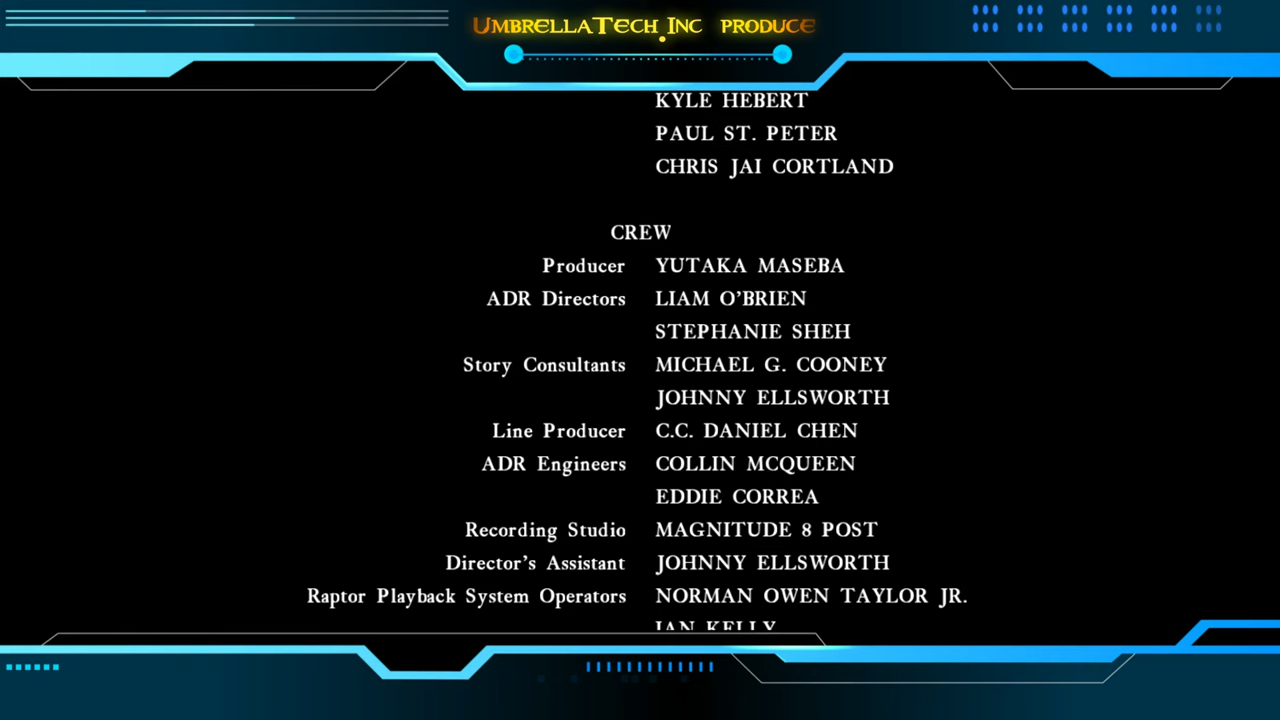 UmbrellaTech.Inc produce
KYLE HEBERT
PAUL ST. PETER
CHRIS JAI CORTLAND
CREW
Producer YUTAKA MASEBA
ADR Directors LIAM O'BRIEN
STEPHANIE SHEH
Story Consultants MICHAEL G. COONEY
JOHNNY ELLSWORTH
Line Producer C.C. DANIEL CHEN
ADR Engineers COLLIN MCQUEEN
EDDIE CORREA
Recording Studio MAGNITUDE 8 POST
Director's Assistant JOHNNY ELLSWORTH
Raptor Playback System Operators NORMAN OWEN TAYLOR JR.
IAN KELLY